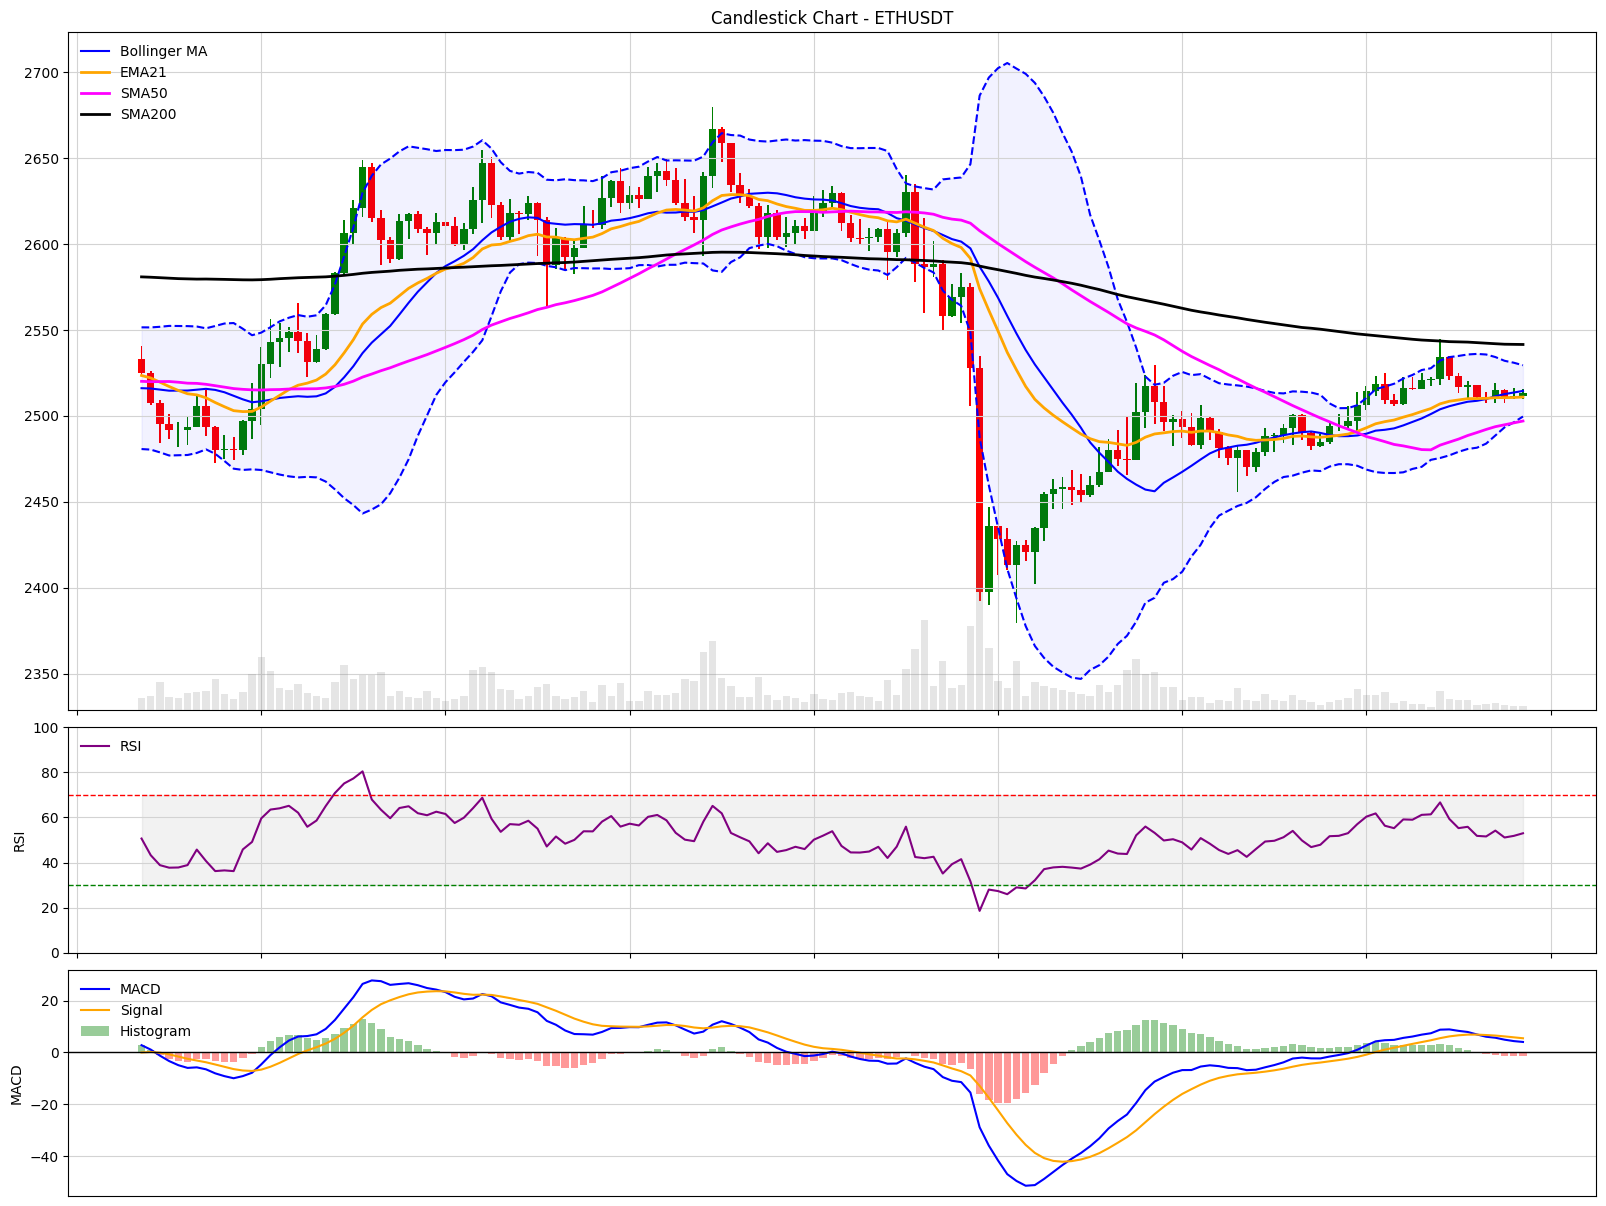 Candlestick Chart - ETHUSDT
Bollinger MA
EMA21
SMA50
SMA200
2700
2650
2600
2550
2500
2450
2400
2350
RSI
100
80
60
40
20
0
RSI
MACD
Signal
Histogram
20
0
−20
−40
MACD